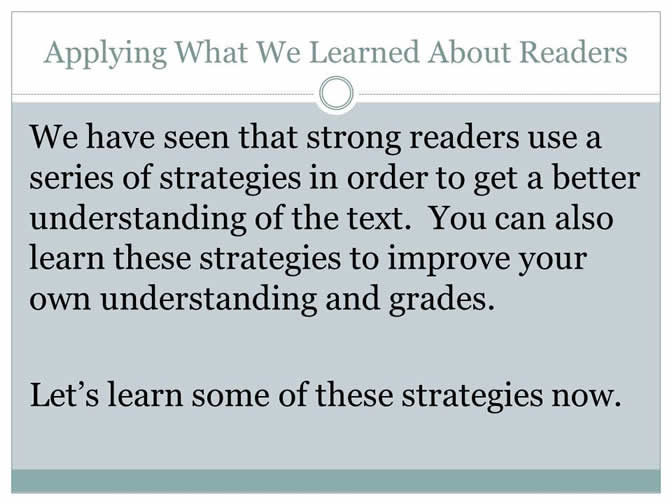 Applying What We Learned About Readers
We have seen that strong readers use a
series of strategies in order to get a better
understanding of the text.  You can also
learn these strategies to improve your
own understanding and grades.
Let’s learn some of these strategies now.